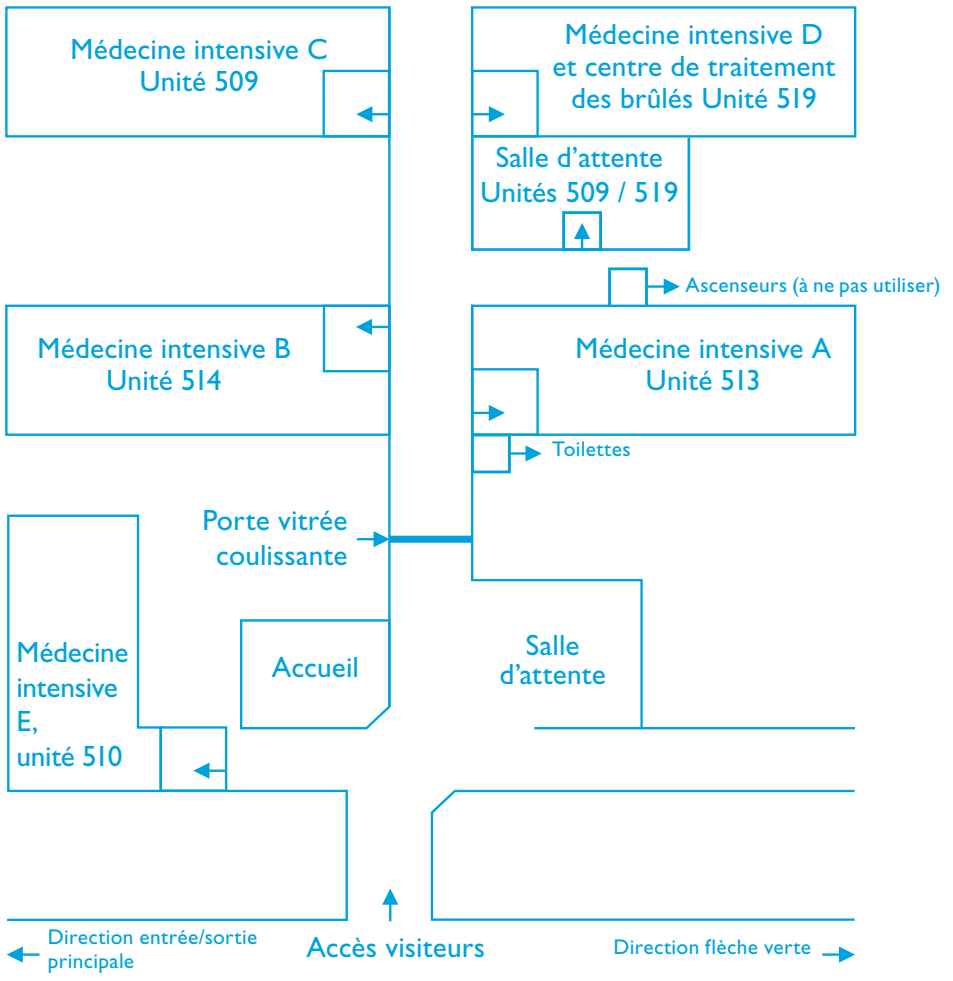 Médecine intensive C
Unité 509
Médecine intensive D
et centre de traitement
des brûlés Unité 519
Salle d’attente
Unités 509 / 519
Ascenseurs (à ne pas utiliser)
Médecine intensive B
Unité 514
Médecine intensive A
Unité 513
Toilettes
Porte vitrée
coulissante
Médecine
intensive
E,
unité 510
Accueil
Salle
d’attente
Direction entrée/sortie
principale
Accès visiteurs
Direction flèche verte